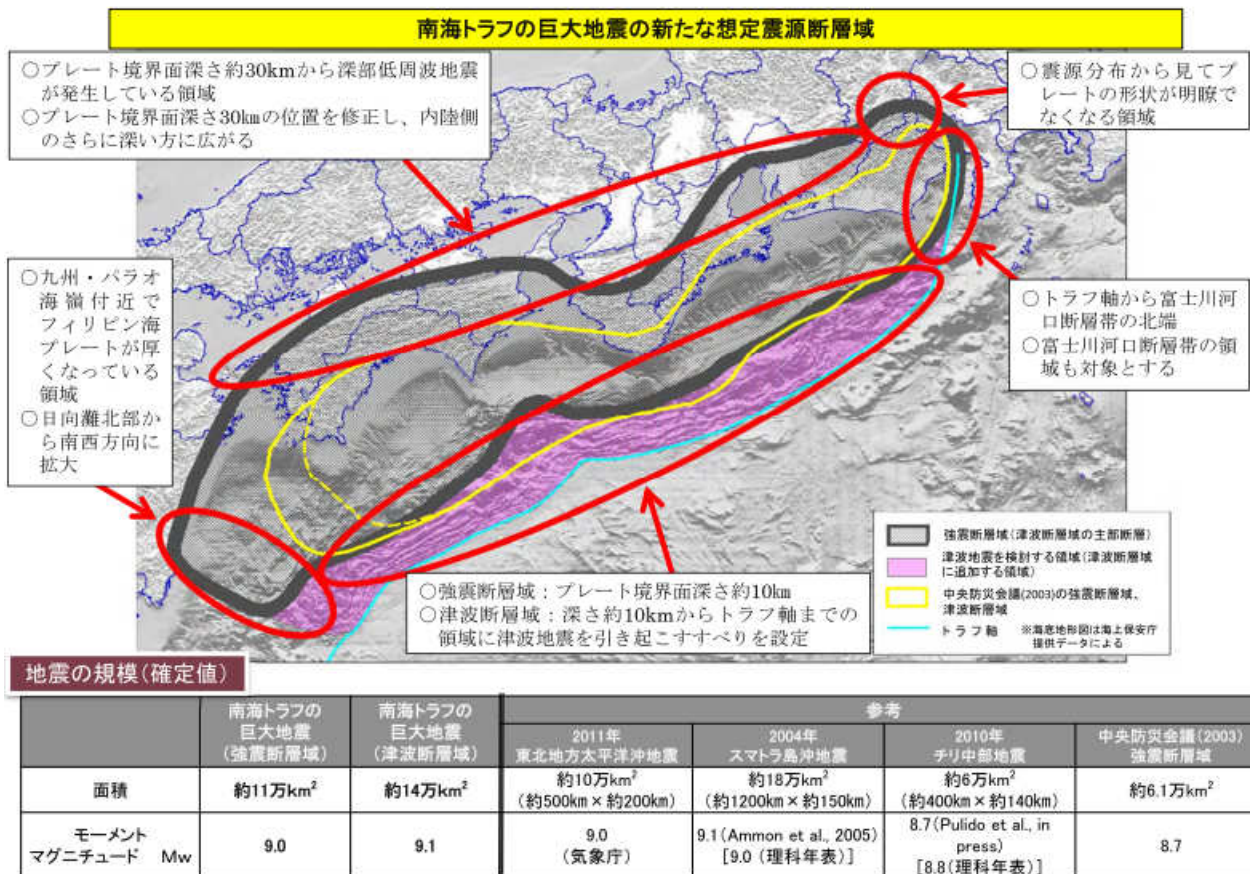 南海トラフの巨大地震の新たな想定震源断層域
○プレート境界面深さ約30kmから深部低周波地震
が発生している領域
○プレート境界面深さ30kmの位置を修正し、内陸側
のさらに深い方に広がる
○震源分布から見てプ
レートの形状が明瞭で
なくなる領域
○九州・パラオ
海嶺付近で
フィリピン海
プレートが厚
くなっている
領域
○日向灘北部か
ら南西方向に
拡大
○トラフ軸から富士川河
口断層帯の北端
○富士川河口断層帯の領
域も対象とする
○強震断層域：プレート境界面深さ約10km
○津波断層域：深さ約10kmからトラフ軸までの
領域に津波地震を引き起こすすべりを設定
強震断層域(津波断層域の主部断層)
津波地震を検討する領域(津波断層域
に追加する領域)
中央防災会議(2003)の強震断層域、
津波断層域
トラフ軸 ※海底地形図は海上保安庁
提供データによる
地震の規模(確定値)
南海トラフの
巨大地震
(強震断層域)
南海トラフの
巨大地震
(津波断層域)
参考
2011年
東北地方太平洋沖地震
2004年
スマトラ島沖地震
2010年
チリ中部地震
中央防災会議(2003)
強震断層域
面積
約11万km²
約14万km²
約10万km²
(約500km×約200km)
約18万km²
(約1200km×約150km)
約6万km²
(約400km×約140km)
約6.1万km²
モーメント
マグニチュード Mw
9.0
9.1
9.0
(気象庁)
9.1(Ammon et al., 2005)
[9.0 (理科年表)]
8.7(Pulido et al., in
press)
[8.8(理科年表)]
8.7